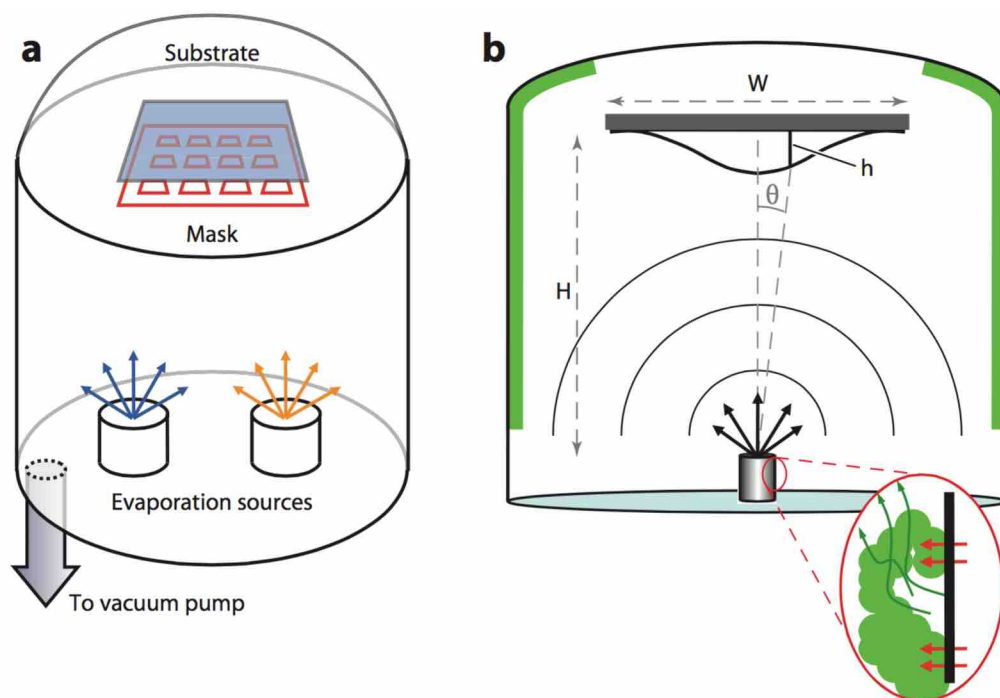 a
Substrate
Mask
Evaporation sources
To vacuum pump
b
W
h
θ
H